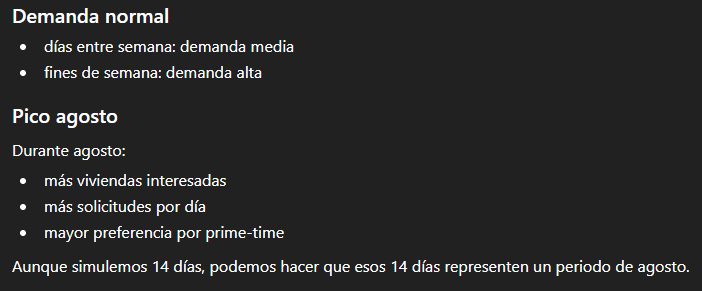 Demanda normal
• días entre semana: demanda media
• fines de semana: demanda alta
Pico agosto
Durante agosto:
• más viviendas interesadas
• más solicitudes por día
• mayor preferencia por prime-time
Aunque simulemos 14 días, podemos hacer que esos 14 días representen un periodo de agosto.